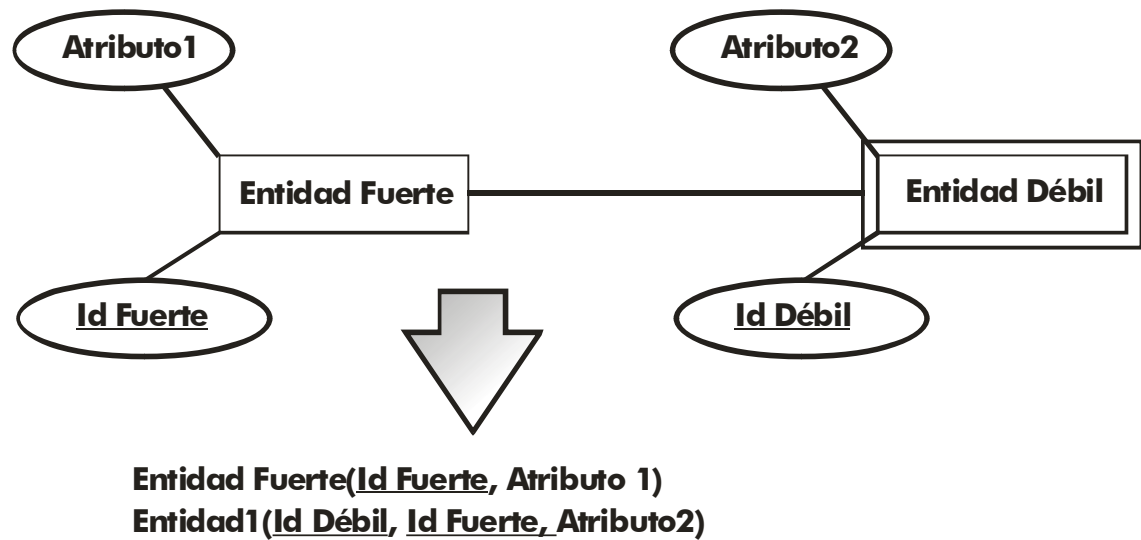 Atributo1
Atributo2
Entidad Fuerte
Entidad Débil
Id Fuerte
Id Débil
Entidad Fuerte(Id Fuerte, Atributo 1)
Entidad1(Id Débil, Id Fuerte, Atributo2)